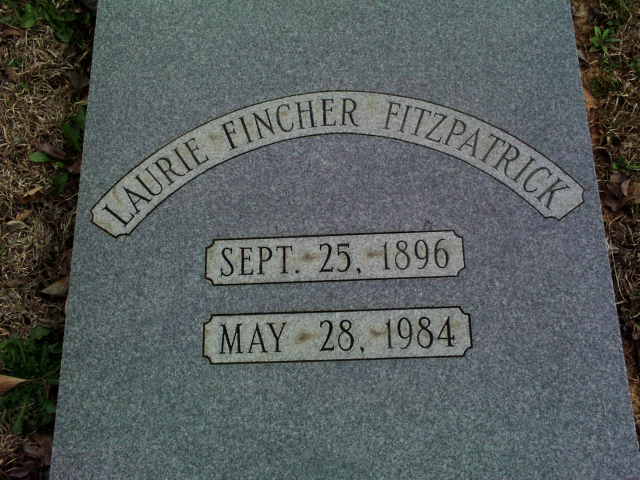 LAURIE FINCHER FITZPATRICK
SEPT. 25, 1896
MAY 28, 1984